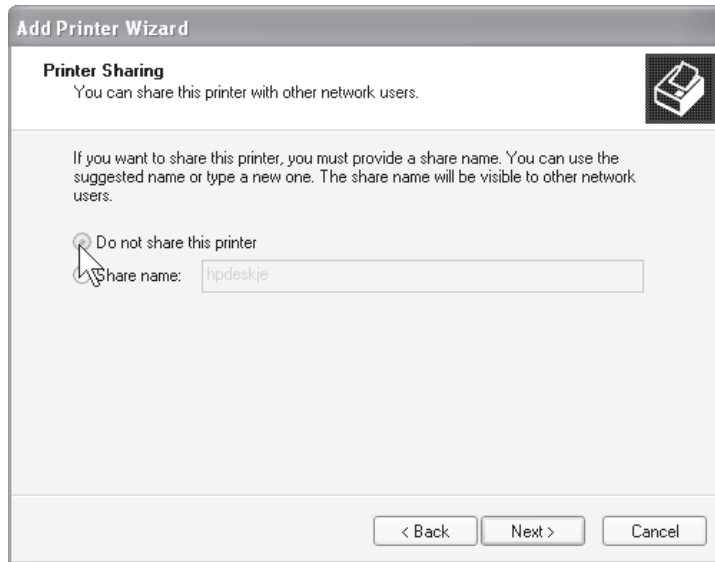 Add Printer Wizard
Printer Sharing
You can share this printer with other network users.
If you want to share this printer, you must provide a share name. You can use the
suggested name or type a new one. The share name will be visible to other network
users.
Do not share this printer
Share name: hpdeskje
< Back Next > Cancel